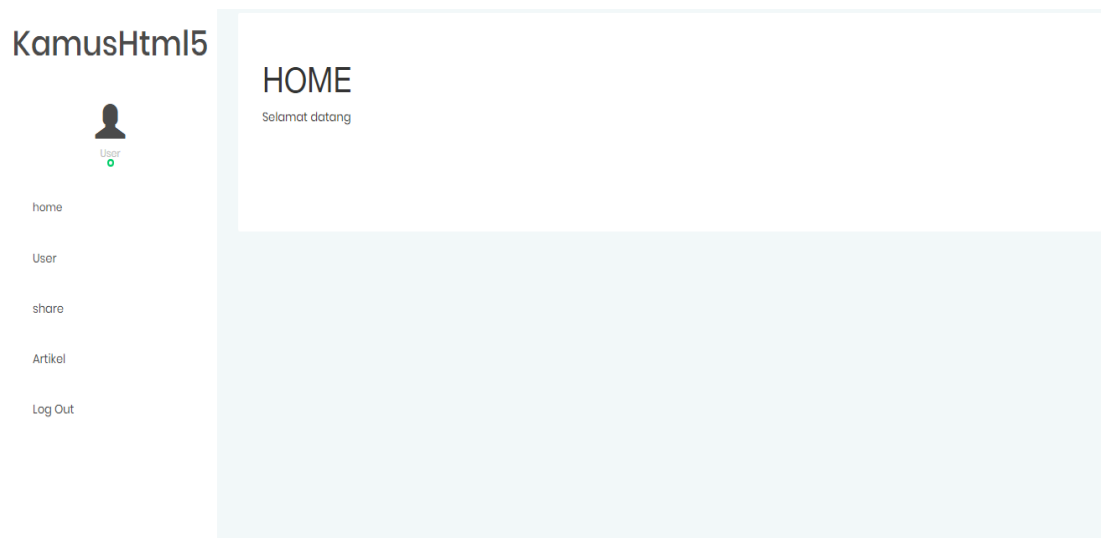 KamusHtml5
User
home
User
share
Artikel
Log Out
HOME
Selamat datang